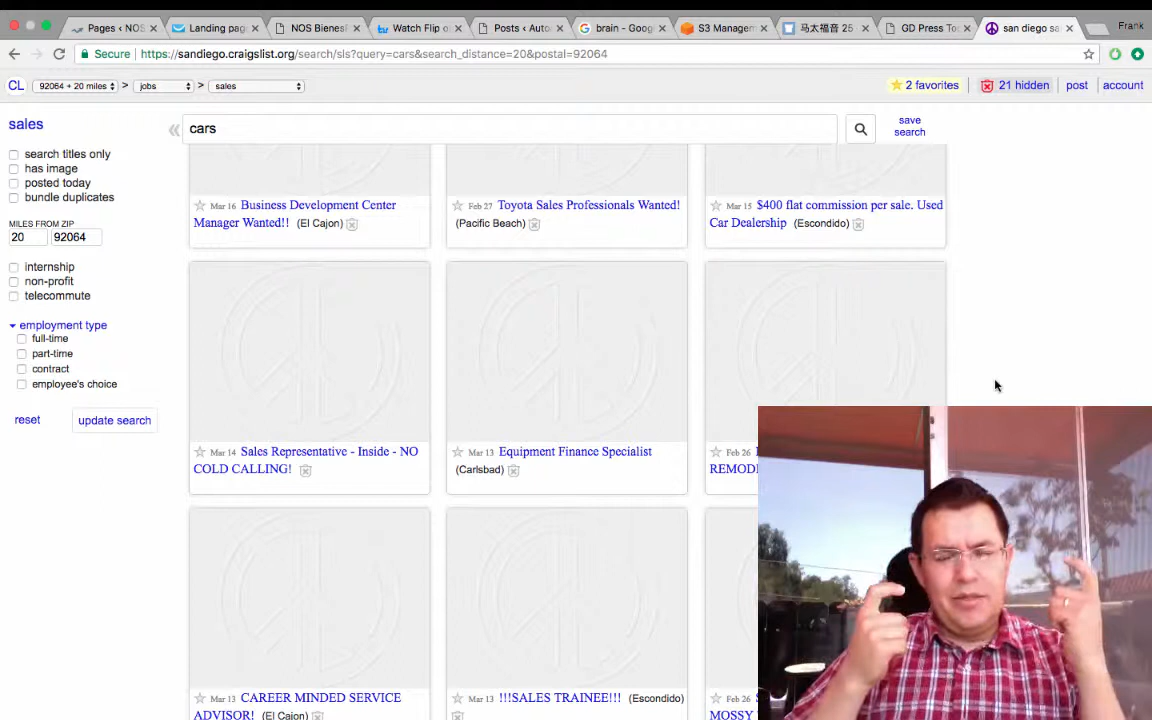 Pages ‹ NOS
Landing pag
NOS Bienes
Watch Flip o
Posts ‹ Auto
brain - Goog
S3 Managem
马太福音 25
GD Press To
san diego sa
Frank
Secure
https://sandiego.craigslist.org/search/sls?query=cars&search_distance=20&postal=92064
CL
92064 + 20 miles
>
jobs
>
sales
2 favorites
21 hidden
post
account
sales
«
cars
save
search
search titles only
has image
posted today
bundle duplicates
MILES FROM ZIP
20
92064
internship
non-profit
telecommute
employment type
full-time
part-time
contract
employee's choice
reset
update search
Mar 16 Business Development Center
Manager Wanted!! (El Cajon)
Feb 27 Toyota Sales Professionals Wanted!
(Pacific Beach)
Mar 15 $400 flat commission per sale. Used
Car Dealership (Escondido)
Mar 14 Sales Representative - Inside - NO
COLD CALLING!
Mar 13 Equipment Finance Specialist
(Carlsbad)
Feb 26
REMOD
Mar 13 CAREER MINDED SERVICE
ADVISOR! (El Cajon)
Mar 13 !!!SALES TRAINEE!!! (Escondido)
Feb 26
MOSSY